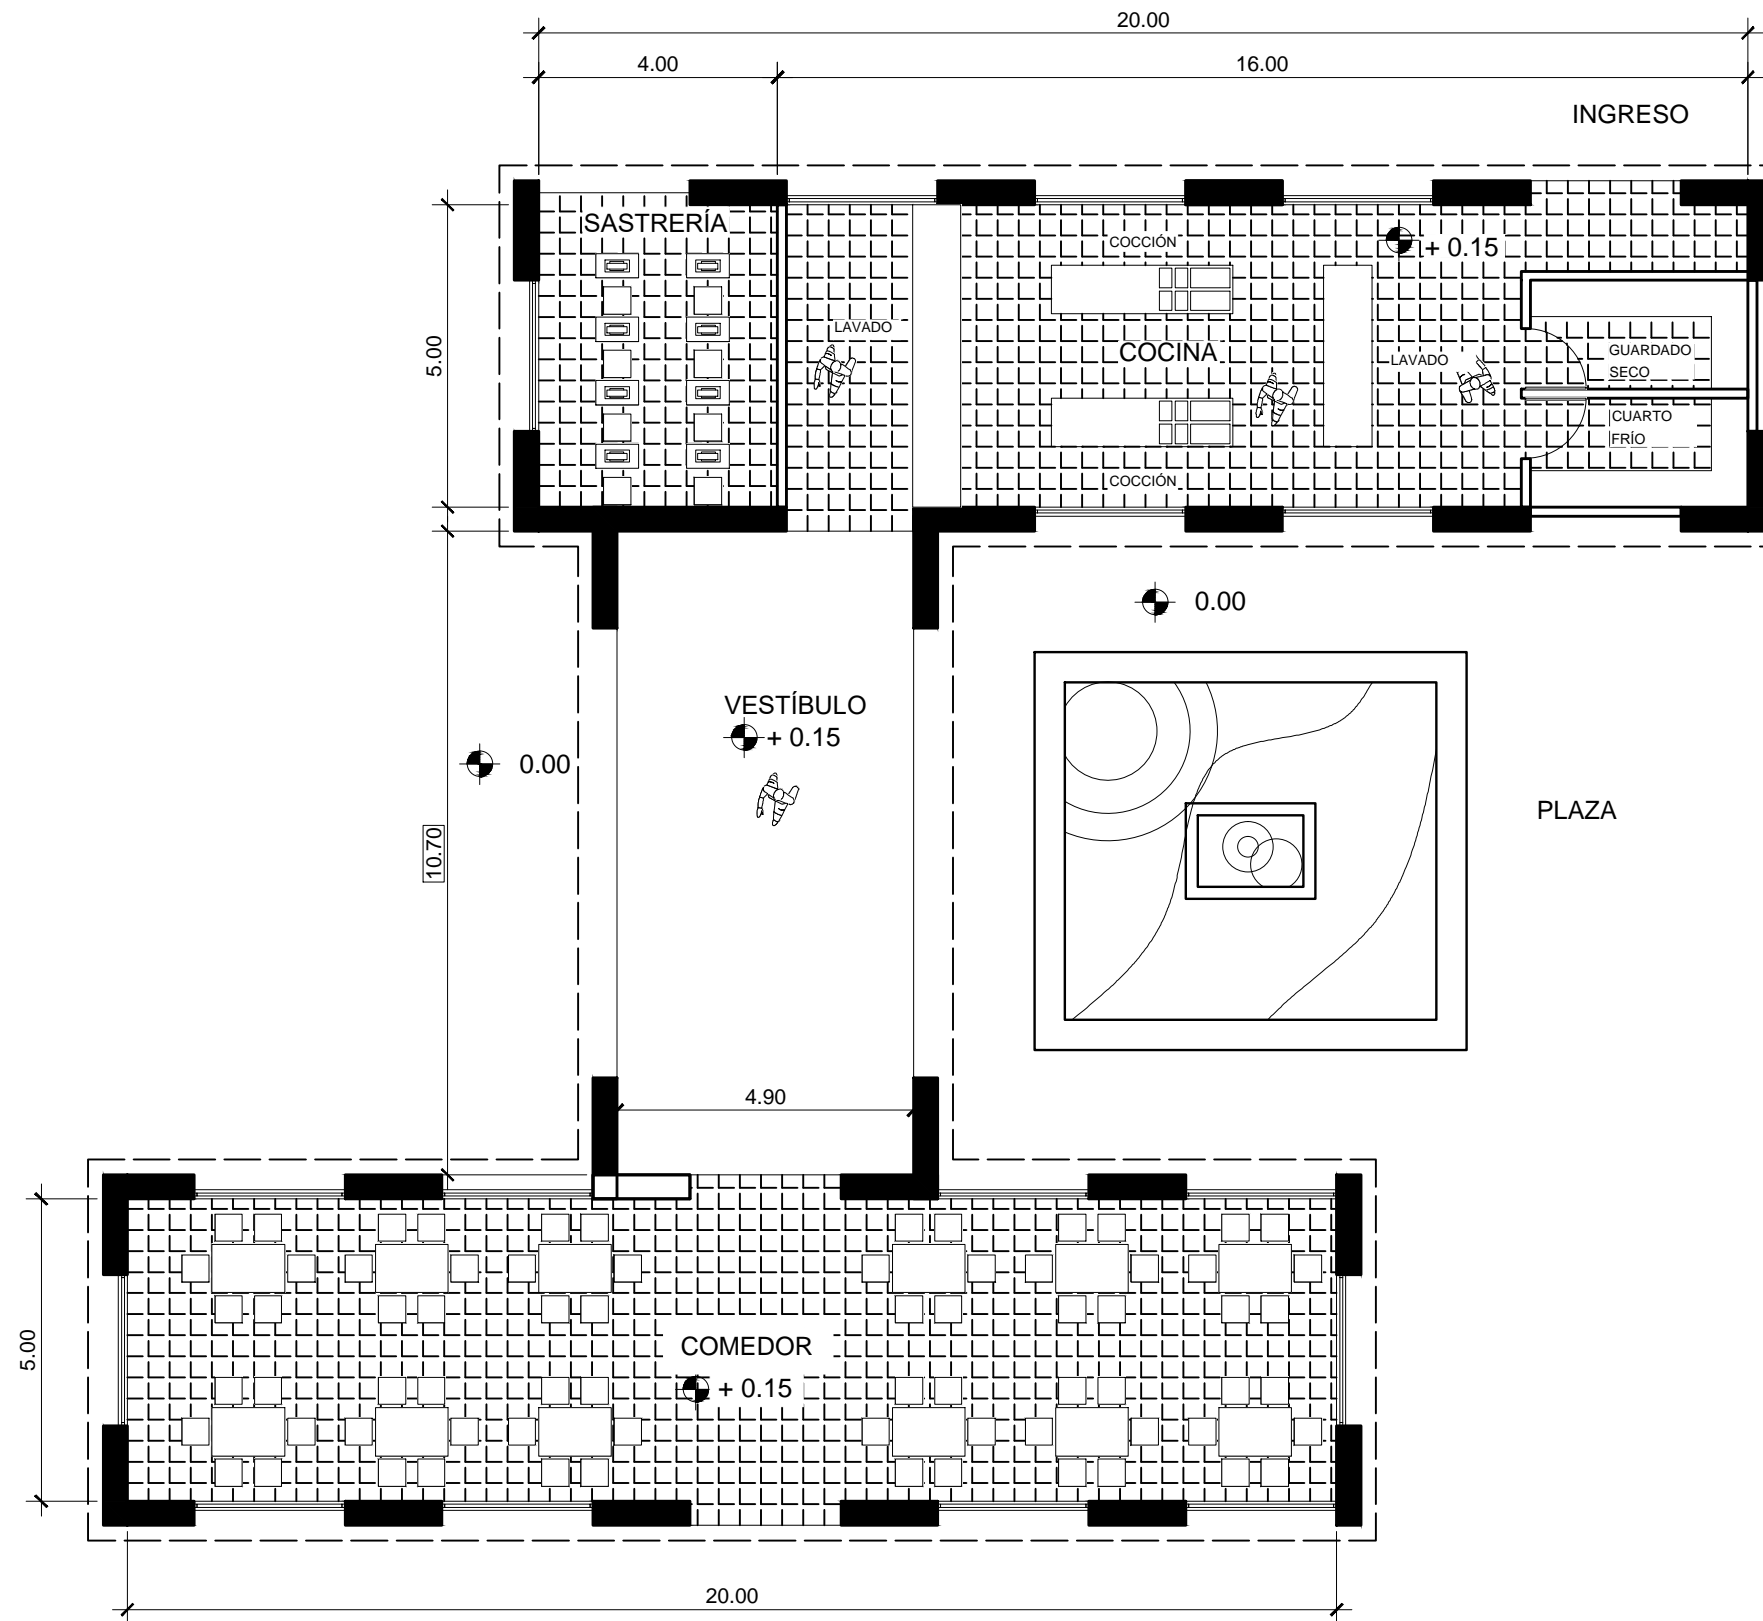 20.00
4.00
16.00
INGRESO
SASTRERÍA
COCCIÓN
+ 0.15
5.00
LAVADO
COCINA
LAVADO
GUARDADO
SECO
CUARTO
FRÍO
COCCIÓN
0.00
VESTÍBULO
+ 0.15
0.00
PLAZA
10.70
4.90
5.00
COMEDOR
+ 0.15
20.00